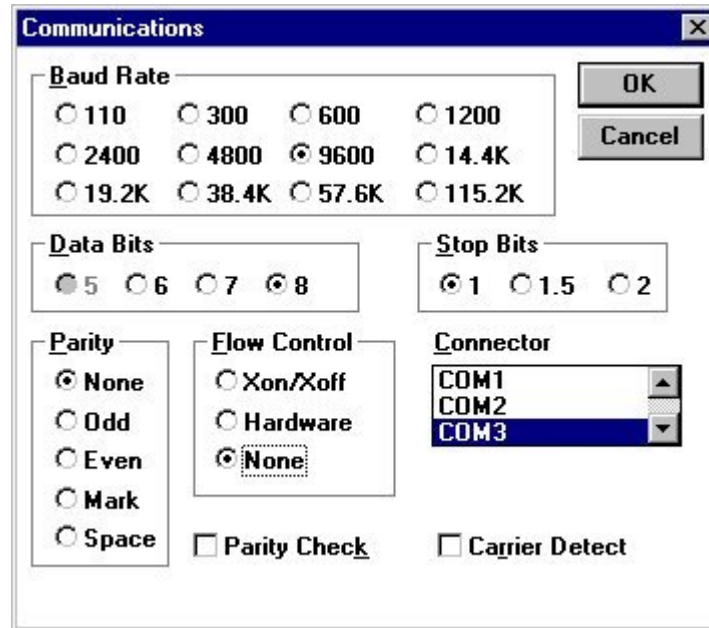 Communications
Baud Rate
110 300 600 1200
2400 4800 9600 14.4K
19.2K 38.4K 57.6K 115.2K
OK
Cancel
Data Bits
5 6 7 8
Stop Bits
1 1.5 2
Parity
None
Odd
Even
Mark
Space
Flow Control
Xon/Xoff
Hardware
None
Connector
COM1
COM2
COM3
Parity Check
Carrier Detect